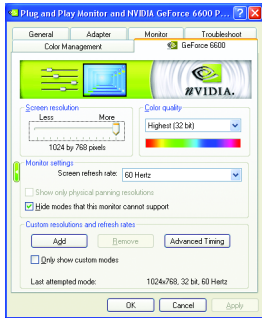 Plug and Play Monitor and NVIDIA GeForce 6600 P...
General Adapter Monitor Troubleshoot
Color Management GeForce 6600
NVIDIA.
Screen resolution
Less More
1024 by 768 pixels
Color quality
Highest (32 bit)
Monitor settings
Screen refresh rate: 60 Hertz
Show only physical panning resolutions
Hide modes that this monitor cannot support
Custom resolutions and refresh rates
Add Remove Advanced Timing
Only show custom modes
Last attempted mode: 1024x768, 32 bit, 60 Hertz
OK Cancel Apply